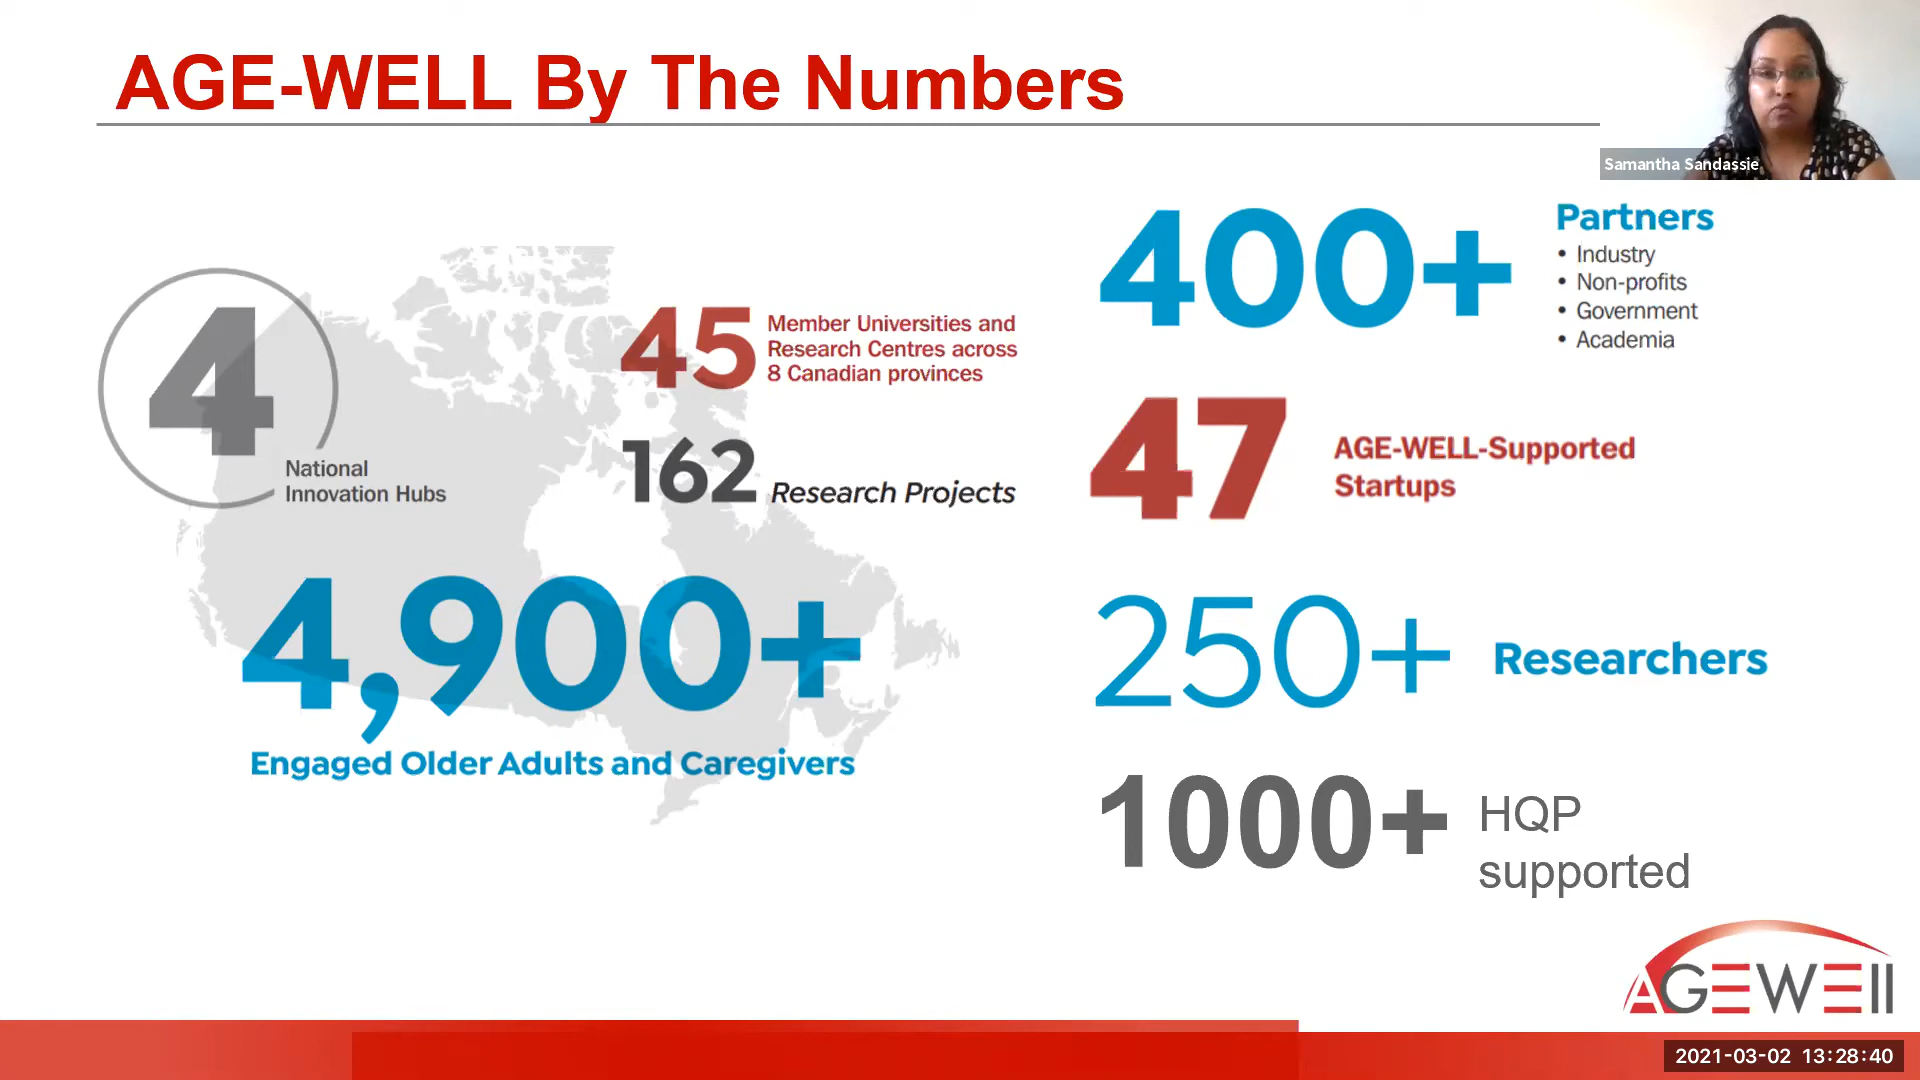 AGE-WELL By The Numbers
Samantha Sandassie
4
National
Innovation Hubs
45
Member Universities and
Research Centres across
8 Canadian provinces
162 Research Projects
4,900+
Engaged Older Adults and Caregivers
400+
Partners
• Industry
• Non-profits
• Government
• Academia
47
AGE-WELL-Supported
Startups
250+ Researchers
1000+ HQP
supported
AGEWELL
2021-03-02 13:28:40